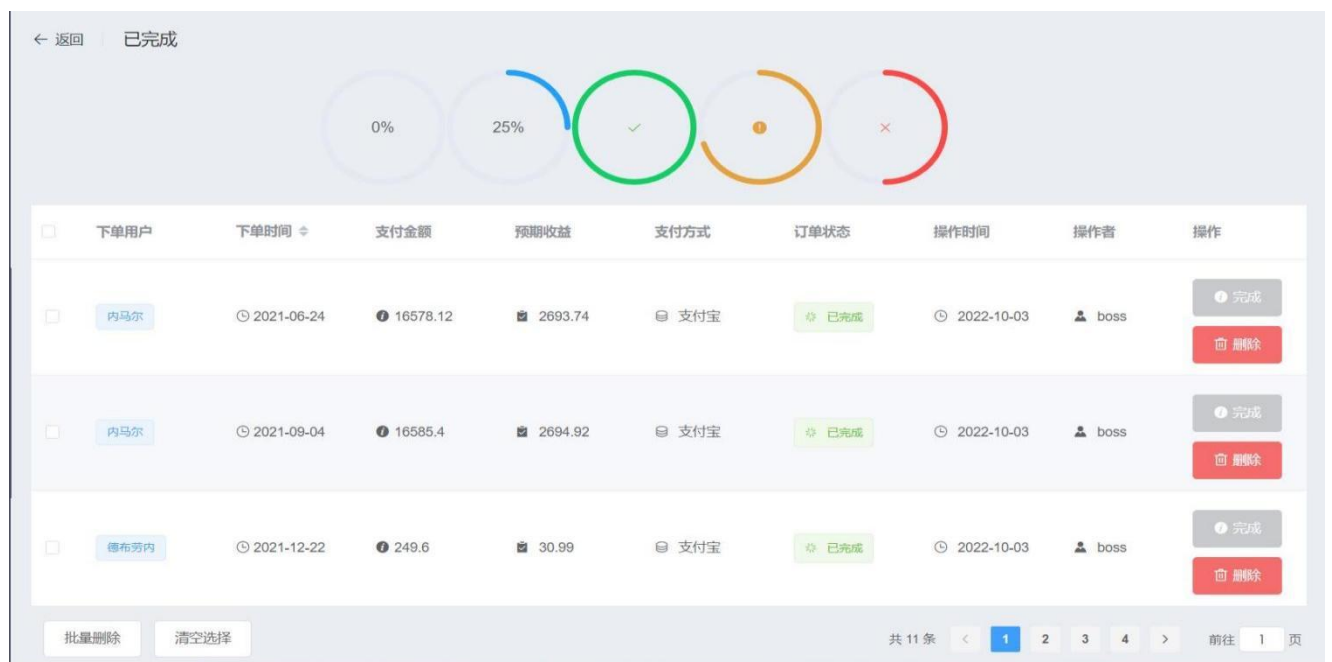 ← 返回 已完成
0% 25%
下单用户 下单时间 支付金额 预期收益 支付方式 订单状态 操作时间 操作者 操作
内马尔 2021-06-24 16578.12 2693.74 支付宝 已完成 2022-10-03 boss 完成
删除
内马尔 2021-09-04 16585.4 2694.92 支付宝 已完成 2022-10-03 boss 完成
删除
德布劳内 2021-12-22 249.6 30.99 支付宝 已完成 2022-10-03 boss 完成
删除
批量删除 清空选择 共 11 条 < 1 2 3 4 > 前往 1 页